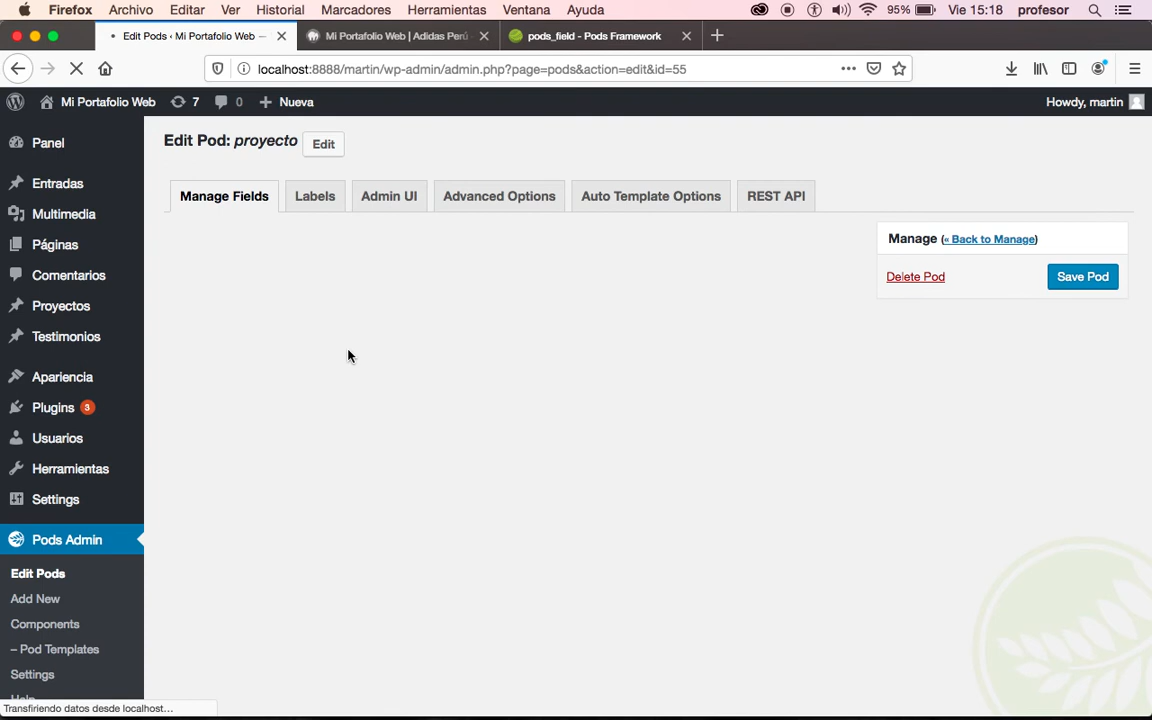 Firefox Archivo Editar Ver Historial Marcadores Herramientas Ventana Ayuda 95% Vie 15:18 profesor
Edit Pods ‹ Mi Portafolio Web — Mi Portafolio Web | Adidas Perú pods_field - Pods Framework
localhost:8888/martin/wp-admin/admin.php?page=pods&action=edit&id=55
Mi Portafolio Web 7 0 Nueva Howdy, martin
Panel
Entradas
Multimedia
Páginas
Comentarios
Proyectos
Testimonios
Apariencia
Plugins 3
Usuarios
Herramientas
Settings
Pods Admin
Edit Pods
Add New
Components
– Pod Templates
Settings
Help
Edit Pod: proyecto Edit
Manage Fields Labels Admin UI Advanced Options Auto Template Options REST API
Manage (« Back to Manage)
Delete Pod Save Pod
Transfiriendo datos desde localhost...